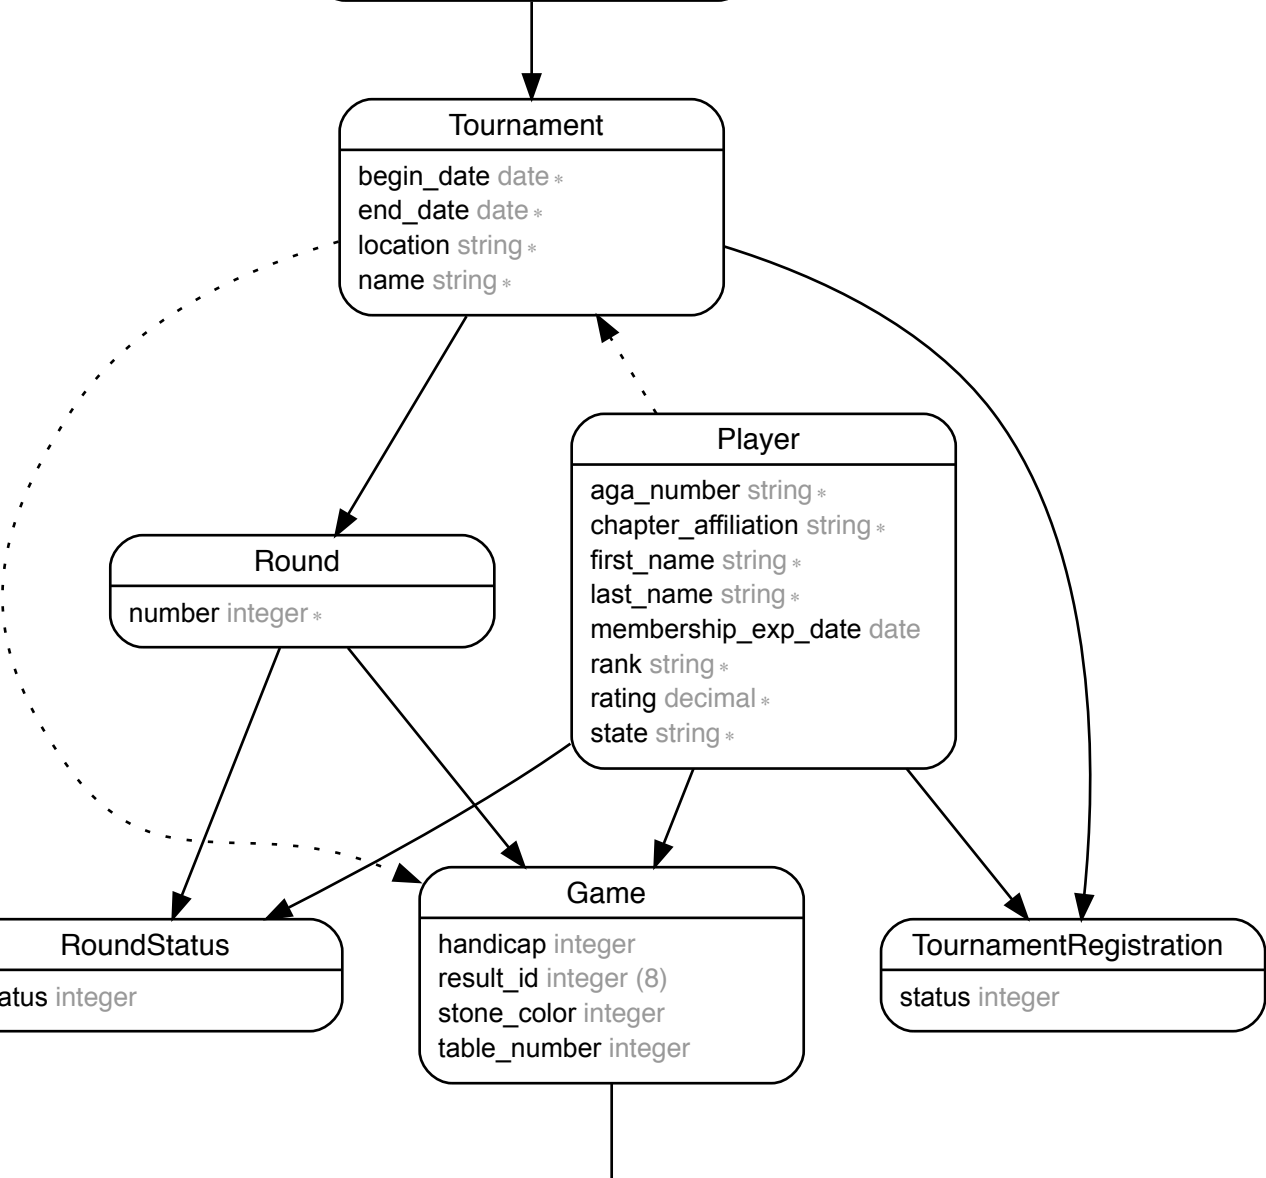 Tournament
begin_date date *
end_date date *
location string *
name string *
Player
aga_number string *
chapter_affiliation string *
first_name string *
last_name string *
membership_exp_date date
rank string *
rating decimal *
state string *
Round
number integer *
RoundStatus
atus integer
Game
handicap integer
result_id integer (8)
stone_color integer
table_number integer
TournamentRegistration
status integer